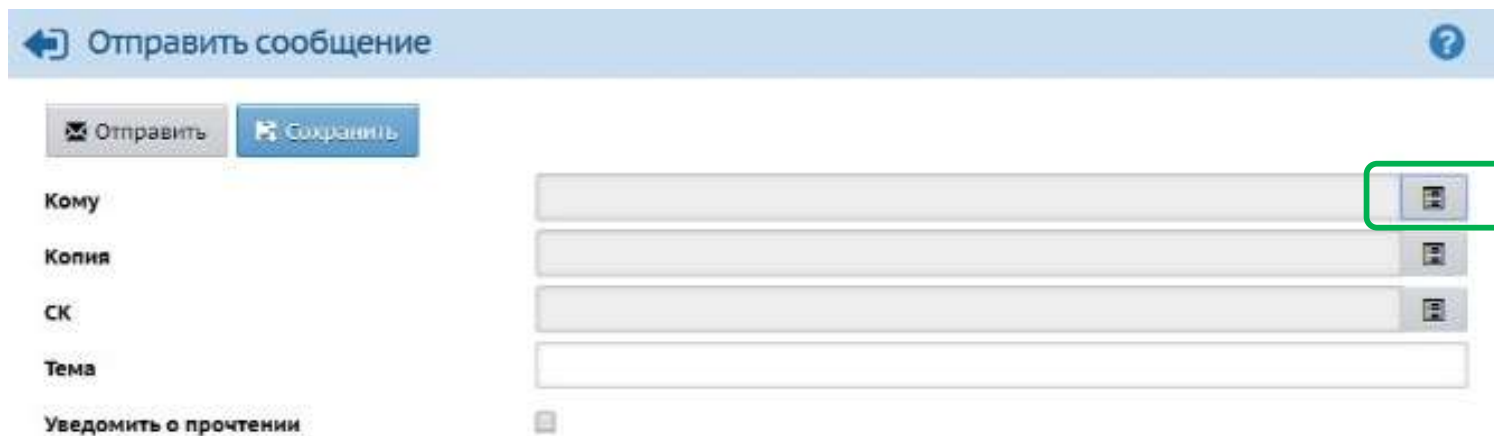 Отправить сообщение
Отправить Сохранить
Кому
Копия
СК
Тема
Уведомить о прочтении